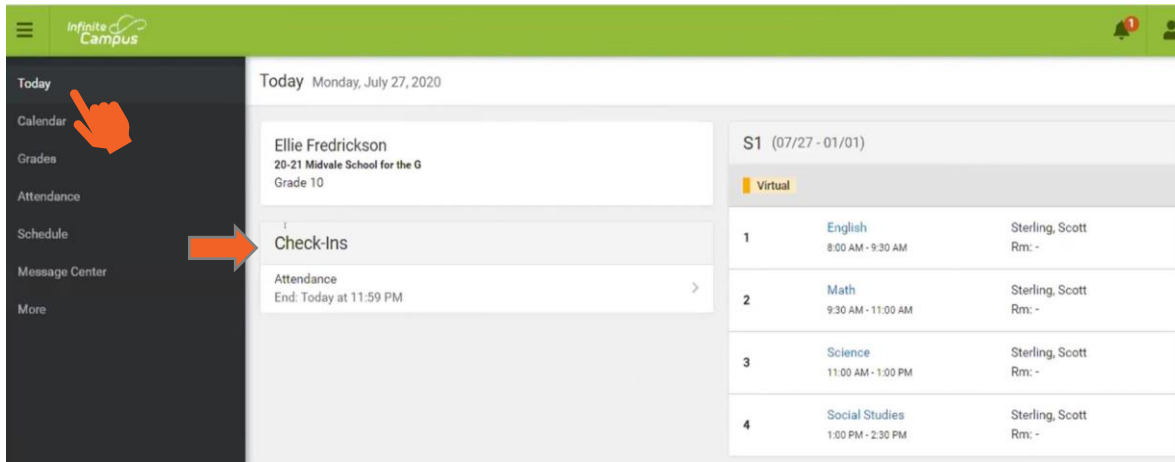 Infinite
Campus
1
Today
Calendar
Grades
Attendance
Schedule
Message Center
More
Today Monday, July 27, 2020
Ellie Fredrickson
20-21 Midvale School for the G
Grade 10
Check-Ins
Attendance
End: Today at 11:59 PM
S1 (07/27 - 01/01)
Virtual
1 English Sterling, Scott
8:00 AM - 9:30 AM Rm: -
2 Math Sterling, Scott
9:30 AM - 11:00 AM Rm: -
3 Science Sterling, Scott
11:00 AM - 1:00 PM Rm: -
4 Social Studies Sterling, Scott
1:00 PM - 2:30 PM Rm: -